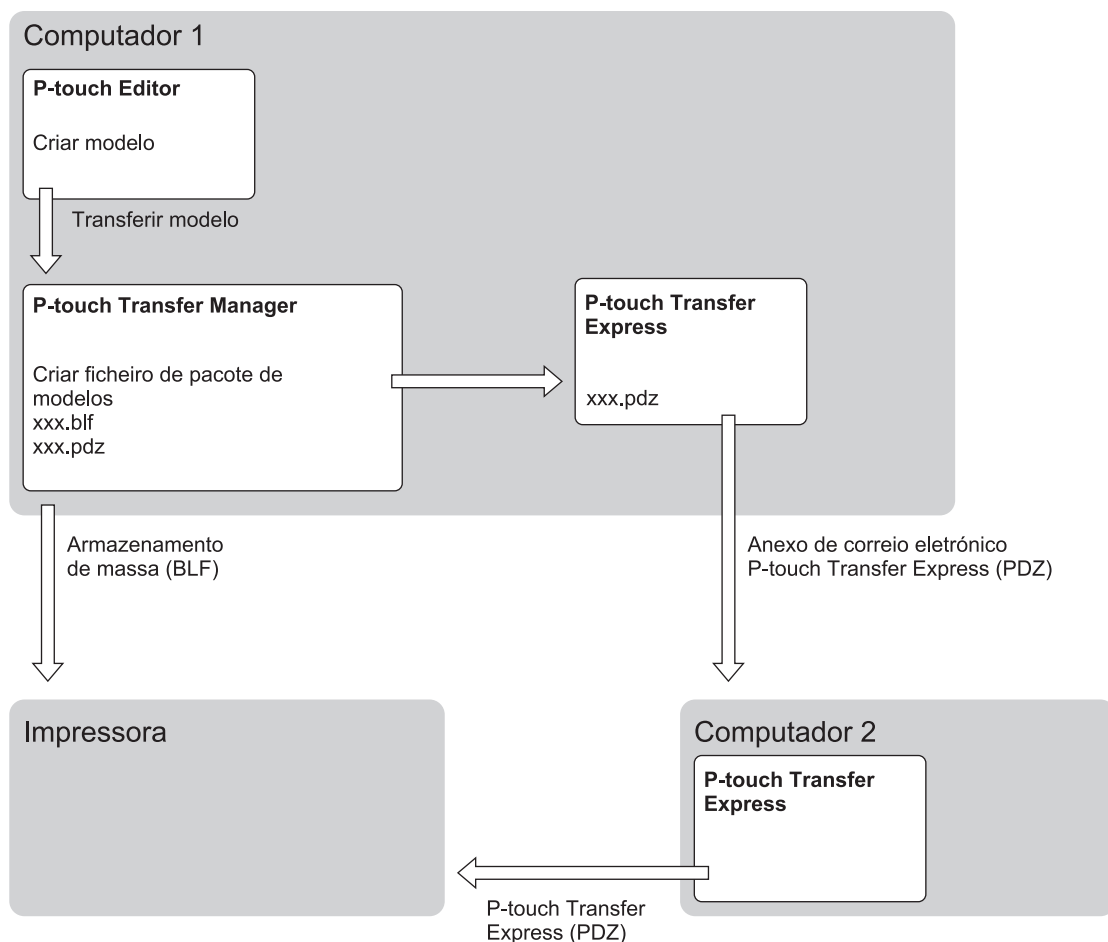 Computador 1
P-touch Editor
Criar modelo
Transferir modelo
P-touch Transfer Manager
Criar ficheiro de pacote de
modelos
xxx.blf
xxx.pdz
P-touch Transfer
Express
xxx.pdz
Armazenamento
de massa (BLF)
Anexo de correio eletrónico
P-touch Transfer Express (PDZ)
Impressora
Computador 2
P-touch Transfer
Express
P-touch Transfer
Express (PDZ)